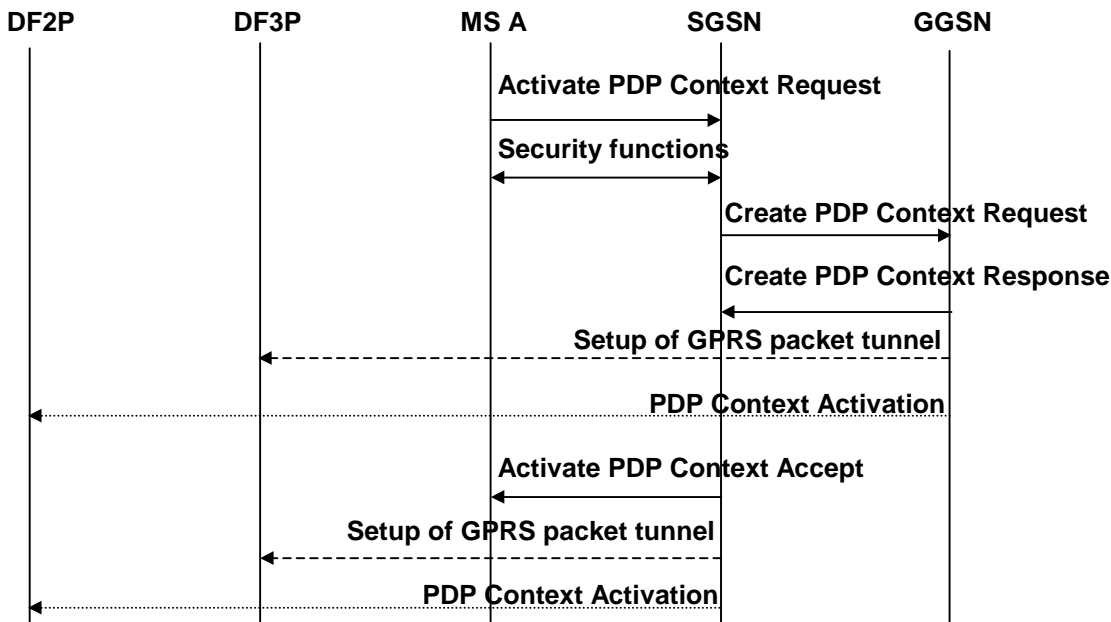 DF2P DF3P MS A SGSN GGSN
Activate PDP Context Request
Security functions
Create PDP Context Request
Create PDP Context Response
Setup of GPRS packet tunnel
PDP Context Activation
Activate PDP Context Accept
Setup of GPRS packet tunnel
PDP Context Activation